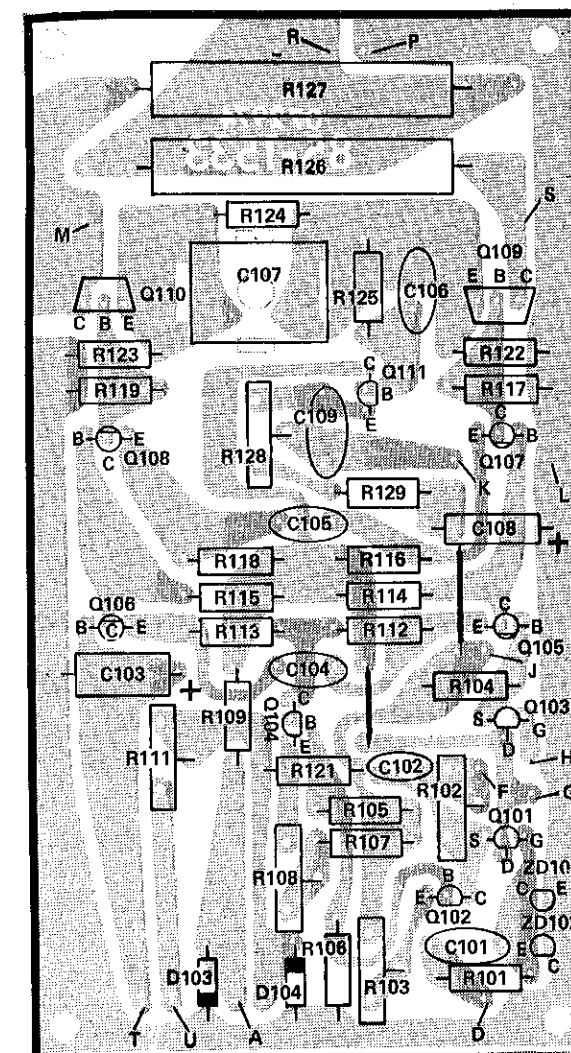 R P
R127
R126
R124
M S
Q109
E B C
C107
R125
C106
Q110
C B E
R123
R122
C
Q111
B
E
R119
R117
C109
R128
C
B E
Q108
C
E B
Q107
K
L
R129
C105
C108
+
R118
R116
R115
R114
Q106
B C E
R113
R112
C
E B
Q105
C103
+
C104
J
R109
R104
Q104
C
B
E
Q103
S G
D
R111
R121
C102
R102
H
F
G
R105
Q101
S G
D
R107
R108
B
E C
Q102
C E
E
C
C101
R106
D103
D104
R103
R101
T U A D